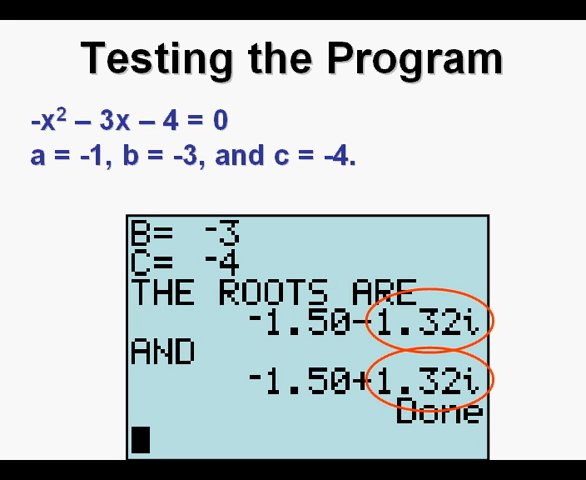 Testing the Program
-x² – 3x – 4 = 0
a = -1, b = -3, and c = -4.
B= -3
C= -4
THE ROOTS ARE
-1.50-1.32i
AND
-1.50+1.32i
Done